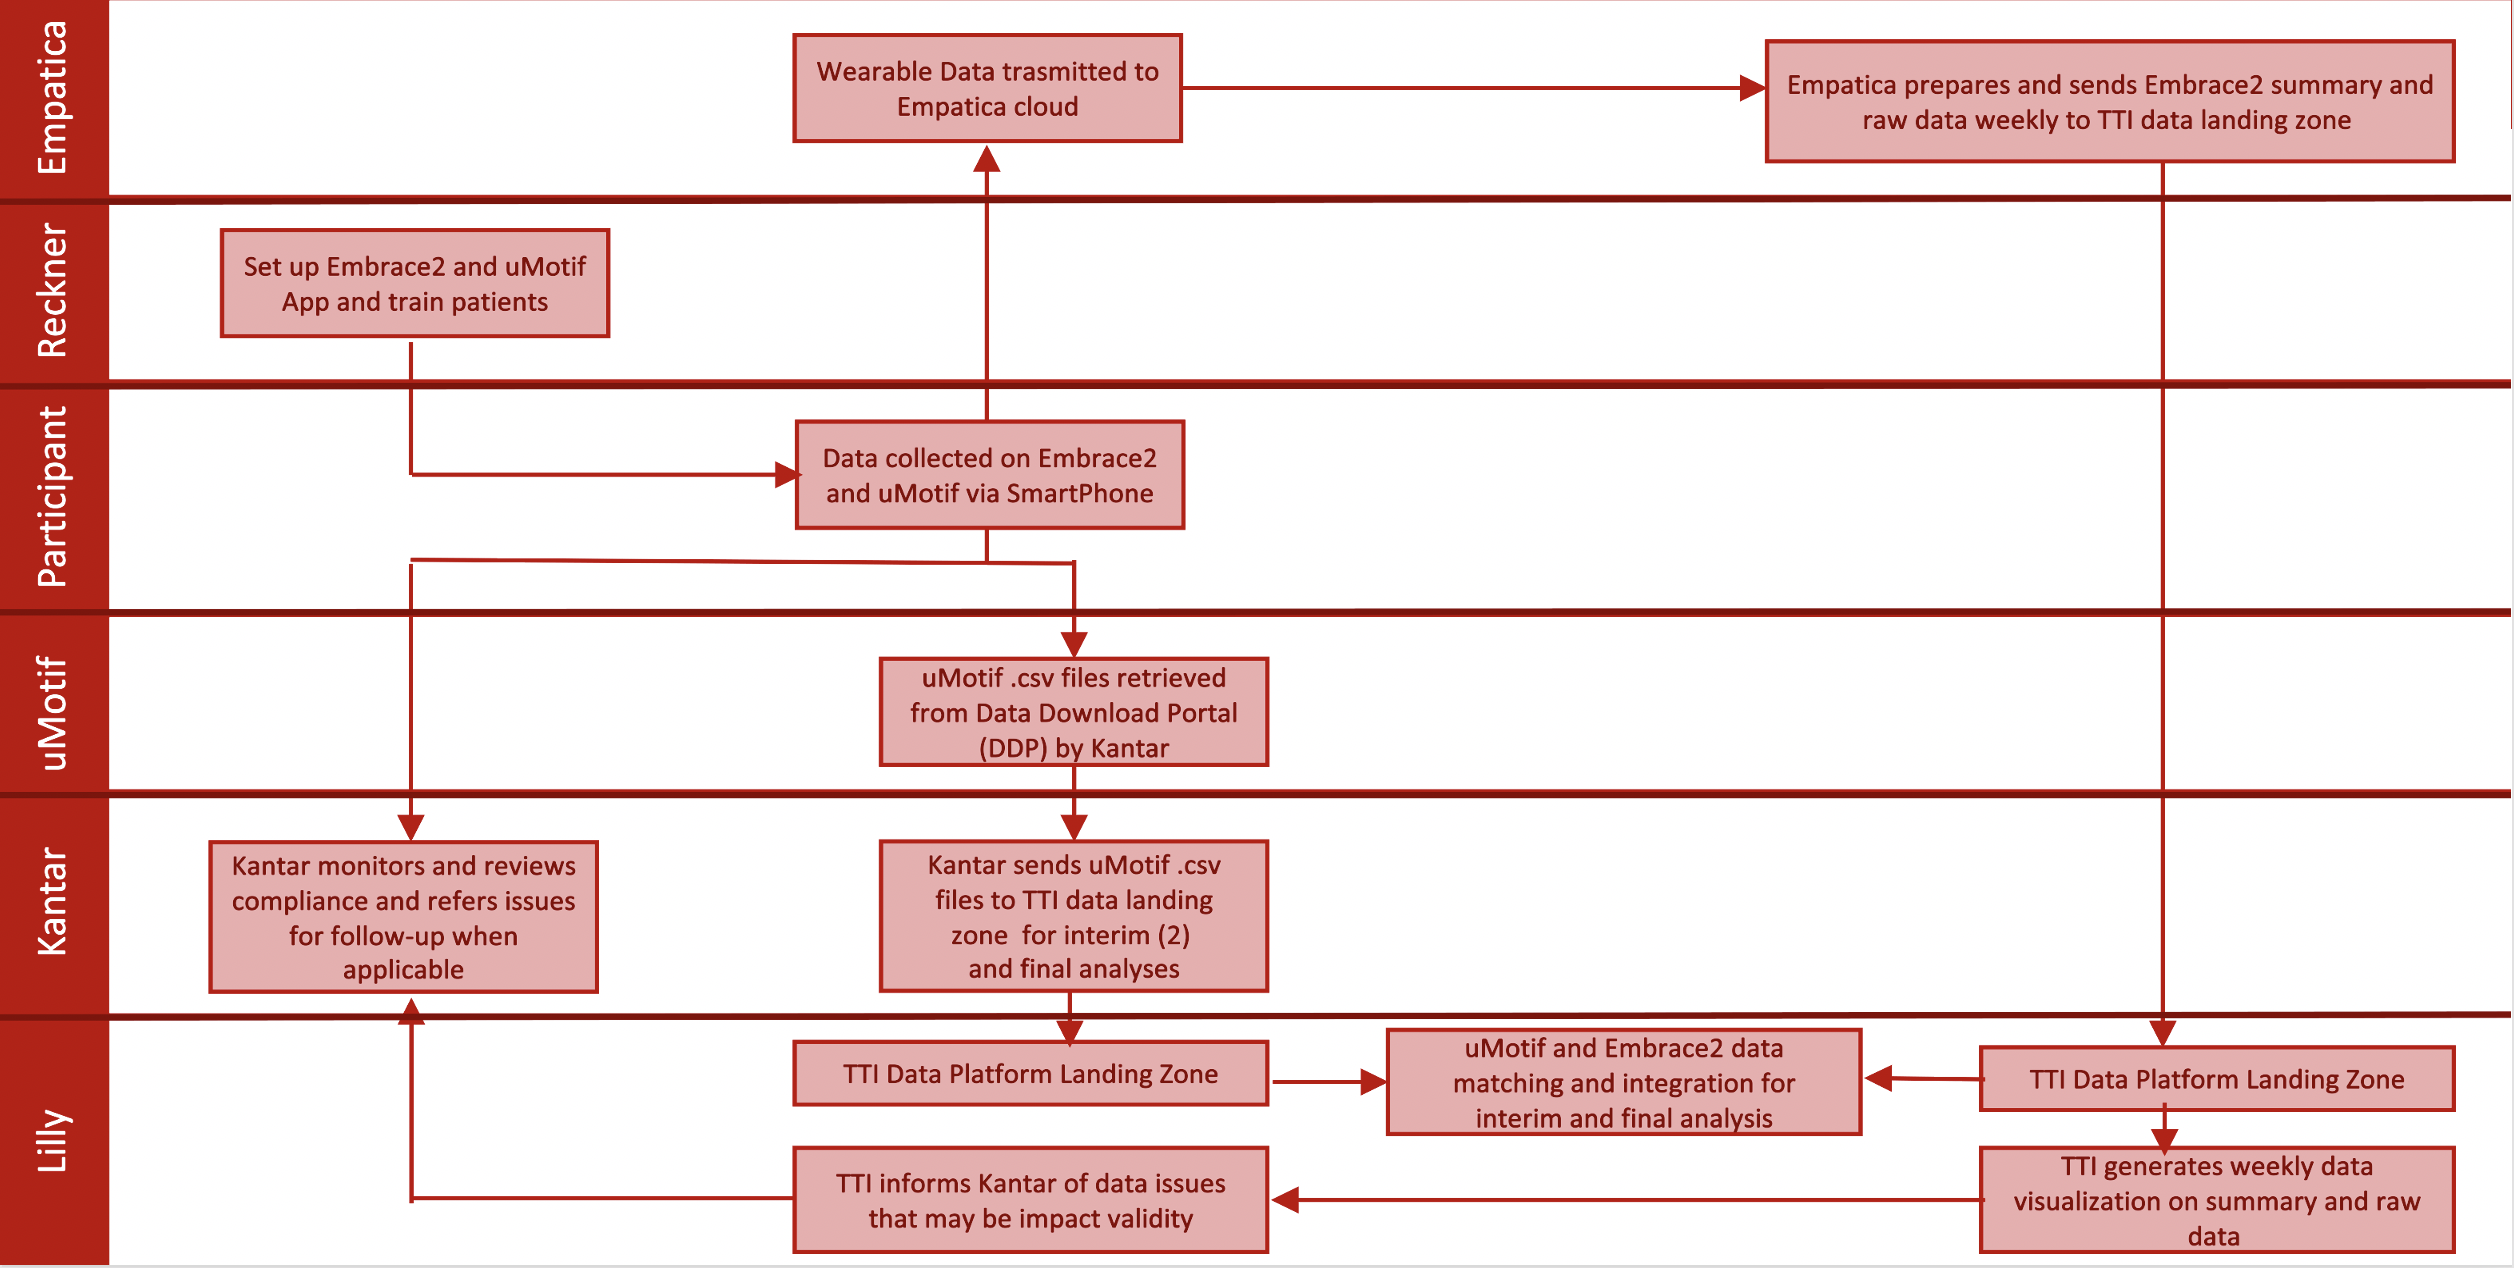 Empatica
Wearable Data trasmitted to
Empatica cloud
Empatica prepares and sends Embrace2 summary and
raw data weekly to TTI data landing zone
Reckner
Set up Embrace2 and uMotif
App and train patients
Participant
Data collected on Embrace2
and uMotif via SmartPhone
uMotif
uMotif .csv files retrieved
from Data Download Portal
(DDP) by Kantar
Kantar
Kantar monitors and reviews
compliance and refers issues
for follow-up when
applicable
Kantar sends uMotif .csv
files to TTI data landing
zone for interim (2)
and final analyses
Lilly
TTI Data Platform Landing Zone
uMotif and Embrace2 data
matching and integration for
interim and final analysis
TTI Data Platform Landing Zone
TTI informs Kantar of data issues
that may be impact validity
TTI generates weekly data
visualization on summary and raw
data